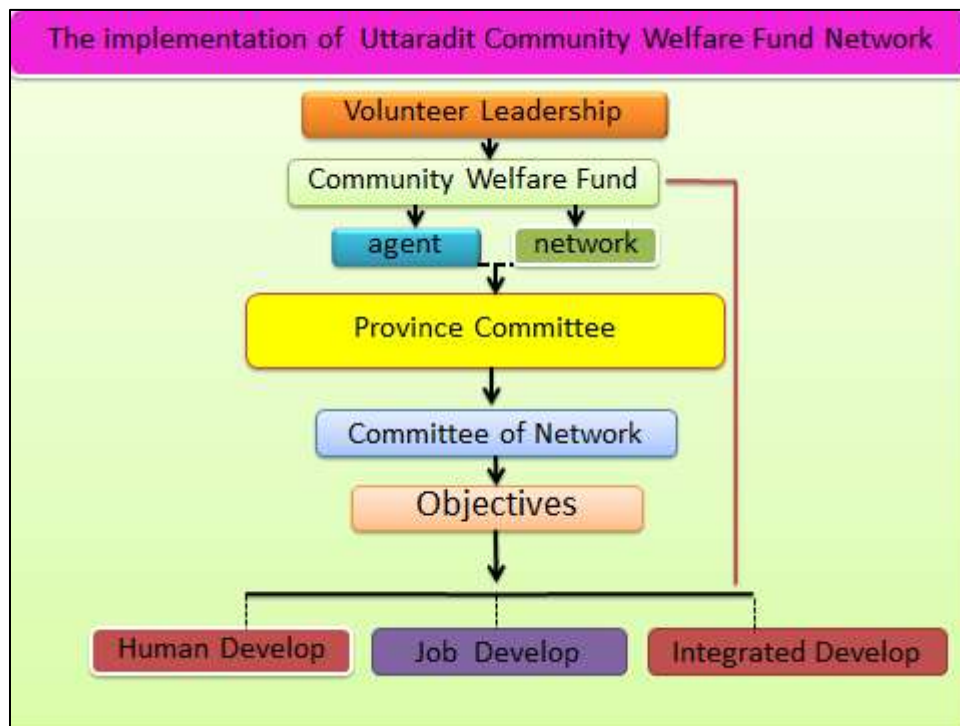 The implementation of Uttaradit Community Welfare Fund Network
Volunteer Leadership
Community Welfare Fund
agent
network
Province Committee
Committee of Network
Objectives
Human Develop
Job Develop
Integrated Develop